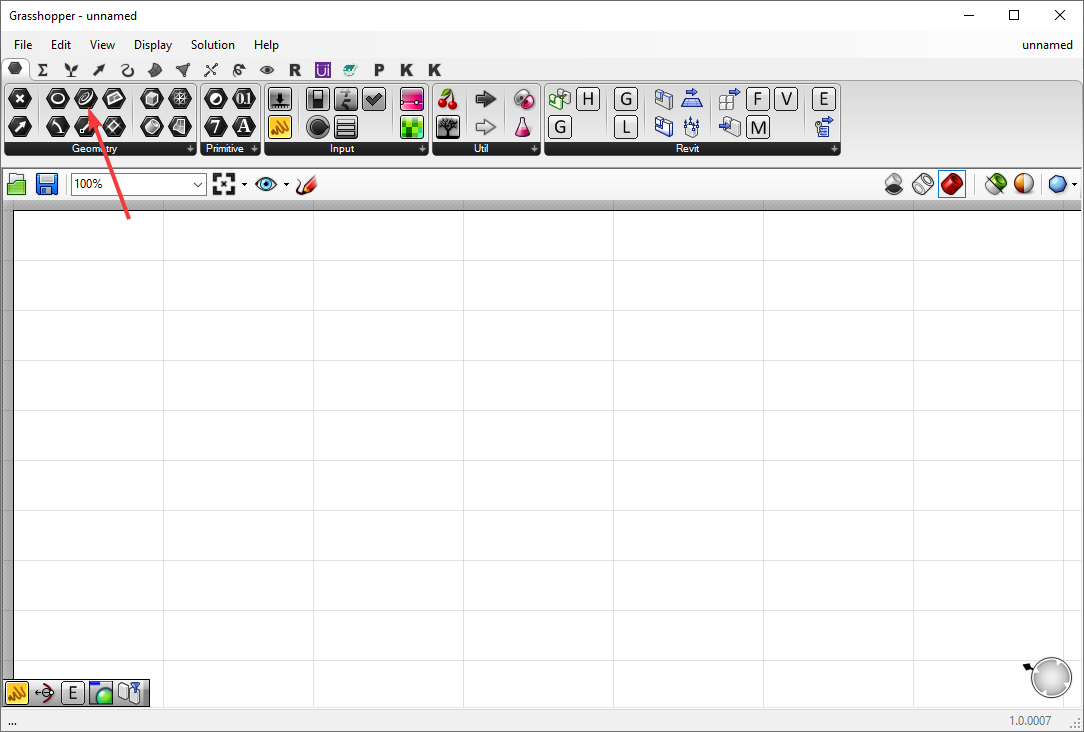 Grasshopper - unnamed
File Edit View Display Solution Help unnamed
R Uji P K K
0.1 H G F V E
7 A G L M
Geometry Primitive Input Util Revit
100%
E
...
1.0.0007